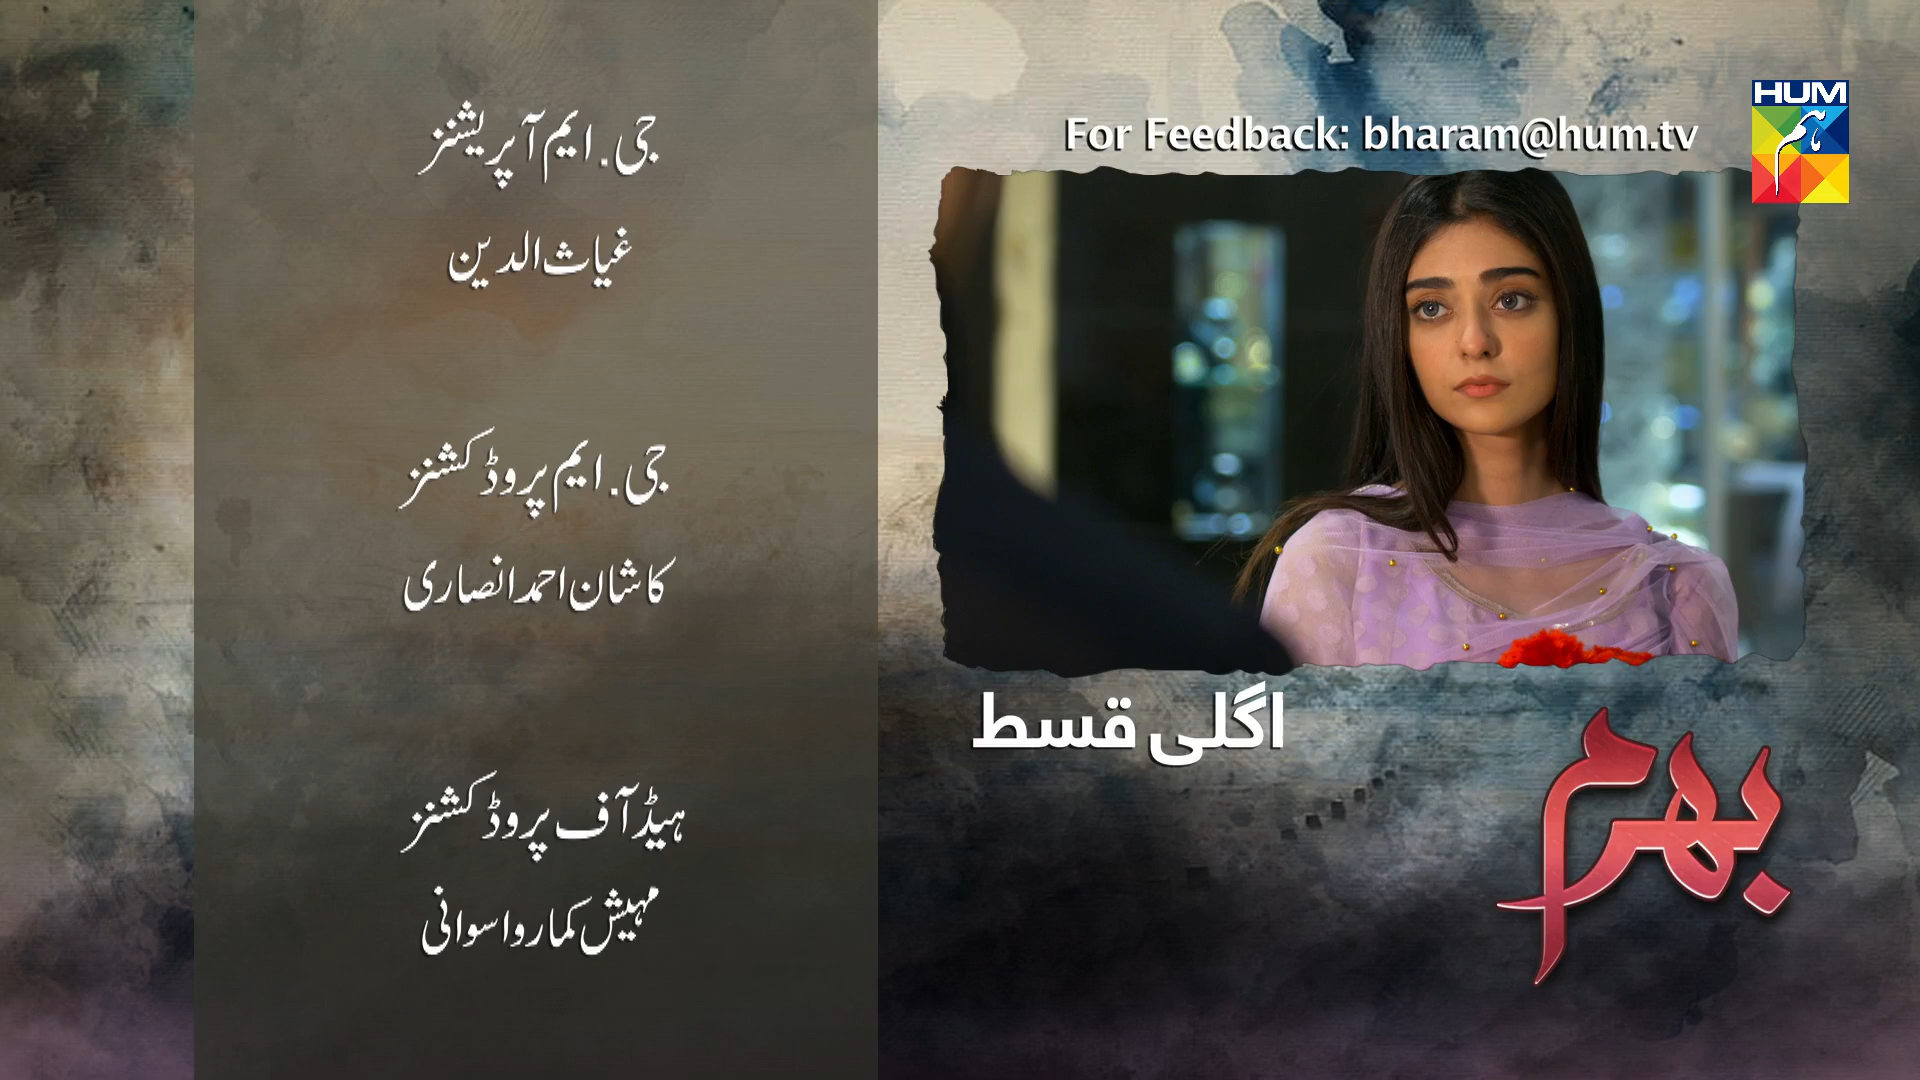 جی. ایم آپریشنز
غیاث الدین
جی. ایم پروڈکشنز
کاشان احمد انصاری
ہیڈ آف پروڈکشنز
مہیش کمار واسوانی
For Feedback: bharam@hum.tv
HUM
ہم
اگلی قسط
بھرم